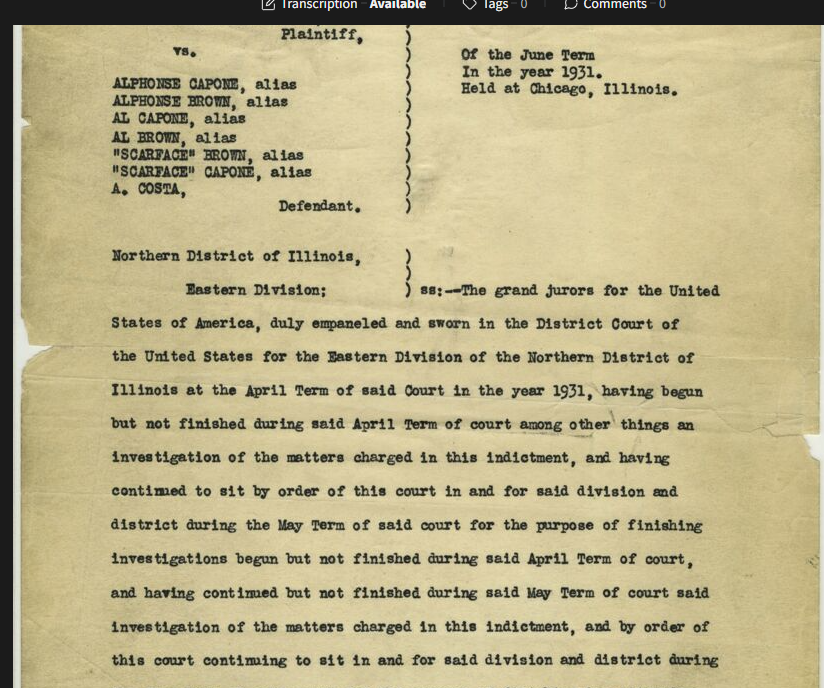 Transcription - Available Tags - 0 Comments - 0
Plaintiff, )
vs. )
Of the June Term
In the year 1931.
Held at Chicago, Illinois.
ALPHONSE CAPONE, alias )
ALPHONSE BROWN, alias )
AL CAPONE, alias )
AL BROWN, alias )
"SCARFACE" BROWN, alias )
"SCARFACE" CAPONE, alias )
A. COSTA, )
Defendant. )
Northern District of Illinois, )
)
Eastern Division; ) ss:--The grand jurors for the United
States of America, duly empaneled and sworn in the District Court of
the United States for the Eastern Division of the Northern District of
Illinois at the April Term of said Court in the year 1931, having begun
but not finished during said April Term of court among other things an
investigation of the matters charged in this indictment, and having
continued to sit by order of this court in and for said division and
district during the May Term of said court for the purpose of finishing
investigations begun but not finished during said April Term of court,
and having continued but not finished during said May Term of court said
investigation of the matters charged in this indictment, and by order of
this court continuing to sit in and for said division and district during